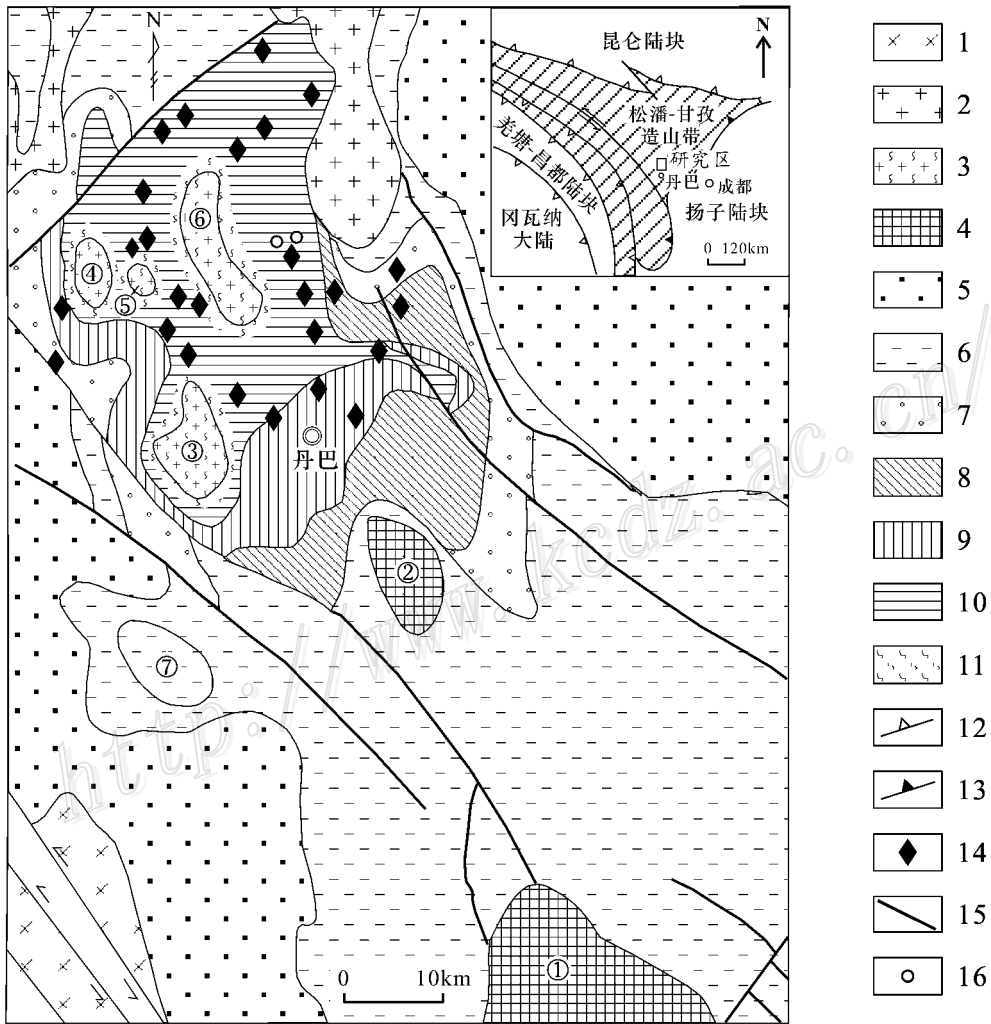 N
昆仑陆块
N
松潘-甘孜
造山带
羌塘-昌都陆块
研究区
丹巴
成都
冈瓦纳
大陆
扬子陆块
0 120km
⑥
④
⑤
③
丹巴
②
⑦
①
0 10km
1
2
3
4
5
6
7
8
9
10
11
12
13
14
15
16
http://www.kcdz.ac.cn/